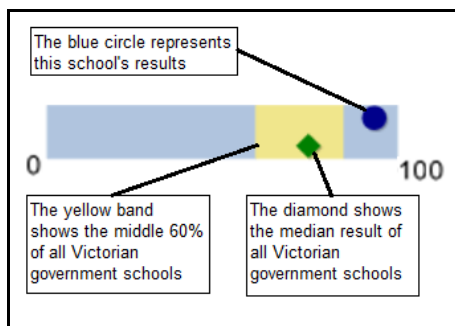 The blue circle represents
this school's results
0
100
The yellow band
shows the middle 60%
of all Victorian
government schools
The diamond shows
the median result of
all Victorian
government schools